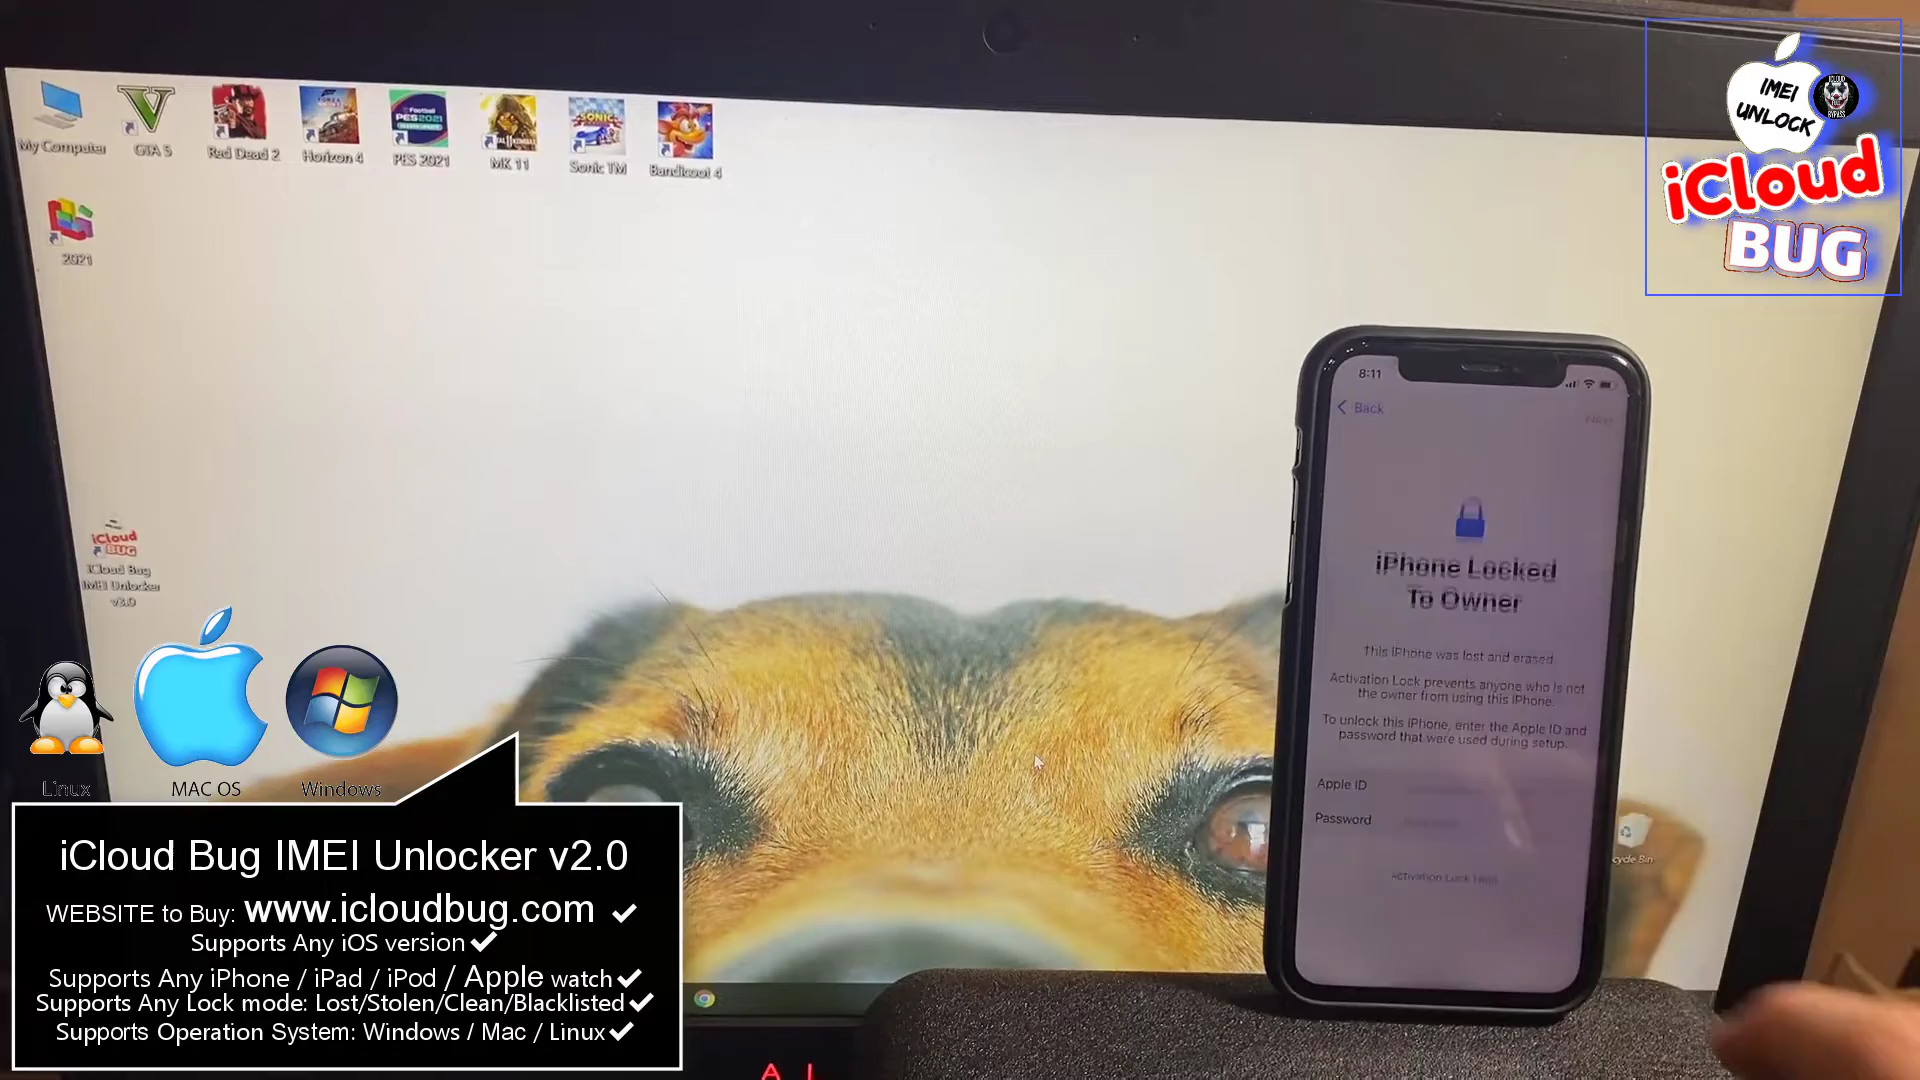 IMEI
UNLOCK
iCLOUD
BYPASS
iCloud
BUG
My Computer
GTA 5
Red Dead 2
Horizon 4
PES 2021
MK 11
Sonic TM
Bandicoot 4
2021
iCloud
BUG
iCloud Bug
IMEI Unlocker
v3.0
8:11
Back
Next
iPhone Locked
To Owner
This iPhone was lost and erased.
Activation Lock prevents anyone who is not
the owner from using this iPhone.
To unlock this iPhone, enter the Apple ID and
password that were used during setup.
Apple ID
Password
Activation Lock Help
cycle Bin
Linux
MAC OS
Windows
iCloud Bug IMEI Unlocker v2.0
WEBSITE to Buy: www.icloudbug.com
Supports Any iOS version
Supports Any iPhone / iPad / iPod / Apple watch
Supports Any Lock mode: Lost/Stolen/Clean/Blacklisted
Supports Operation System: Windows / Mac / Linux